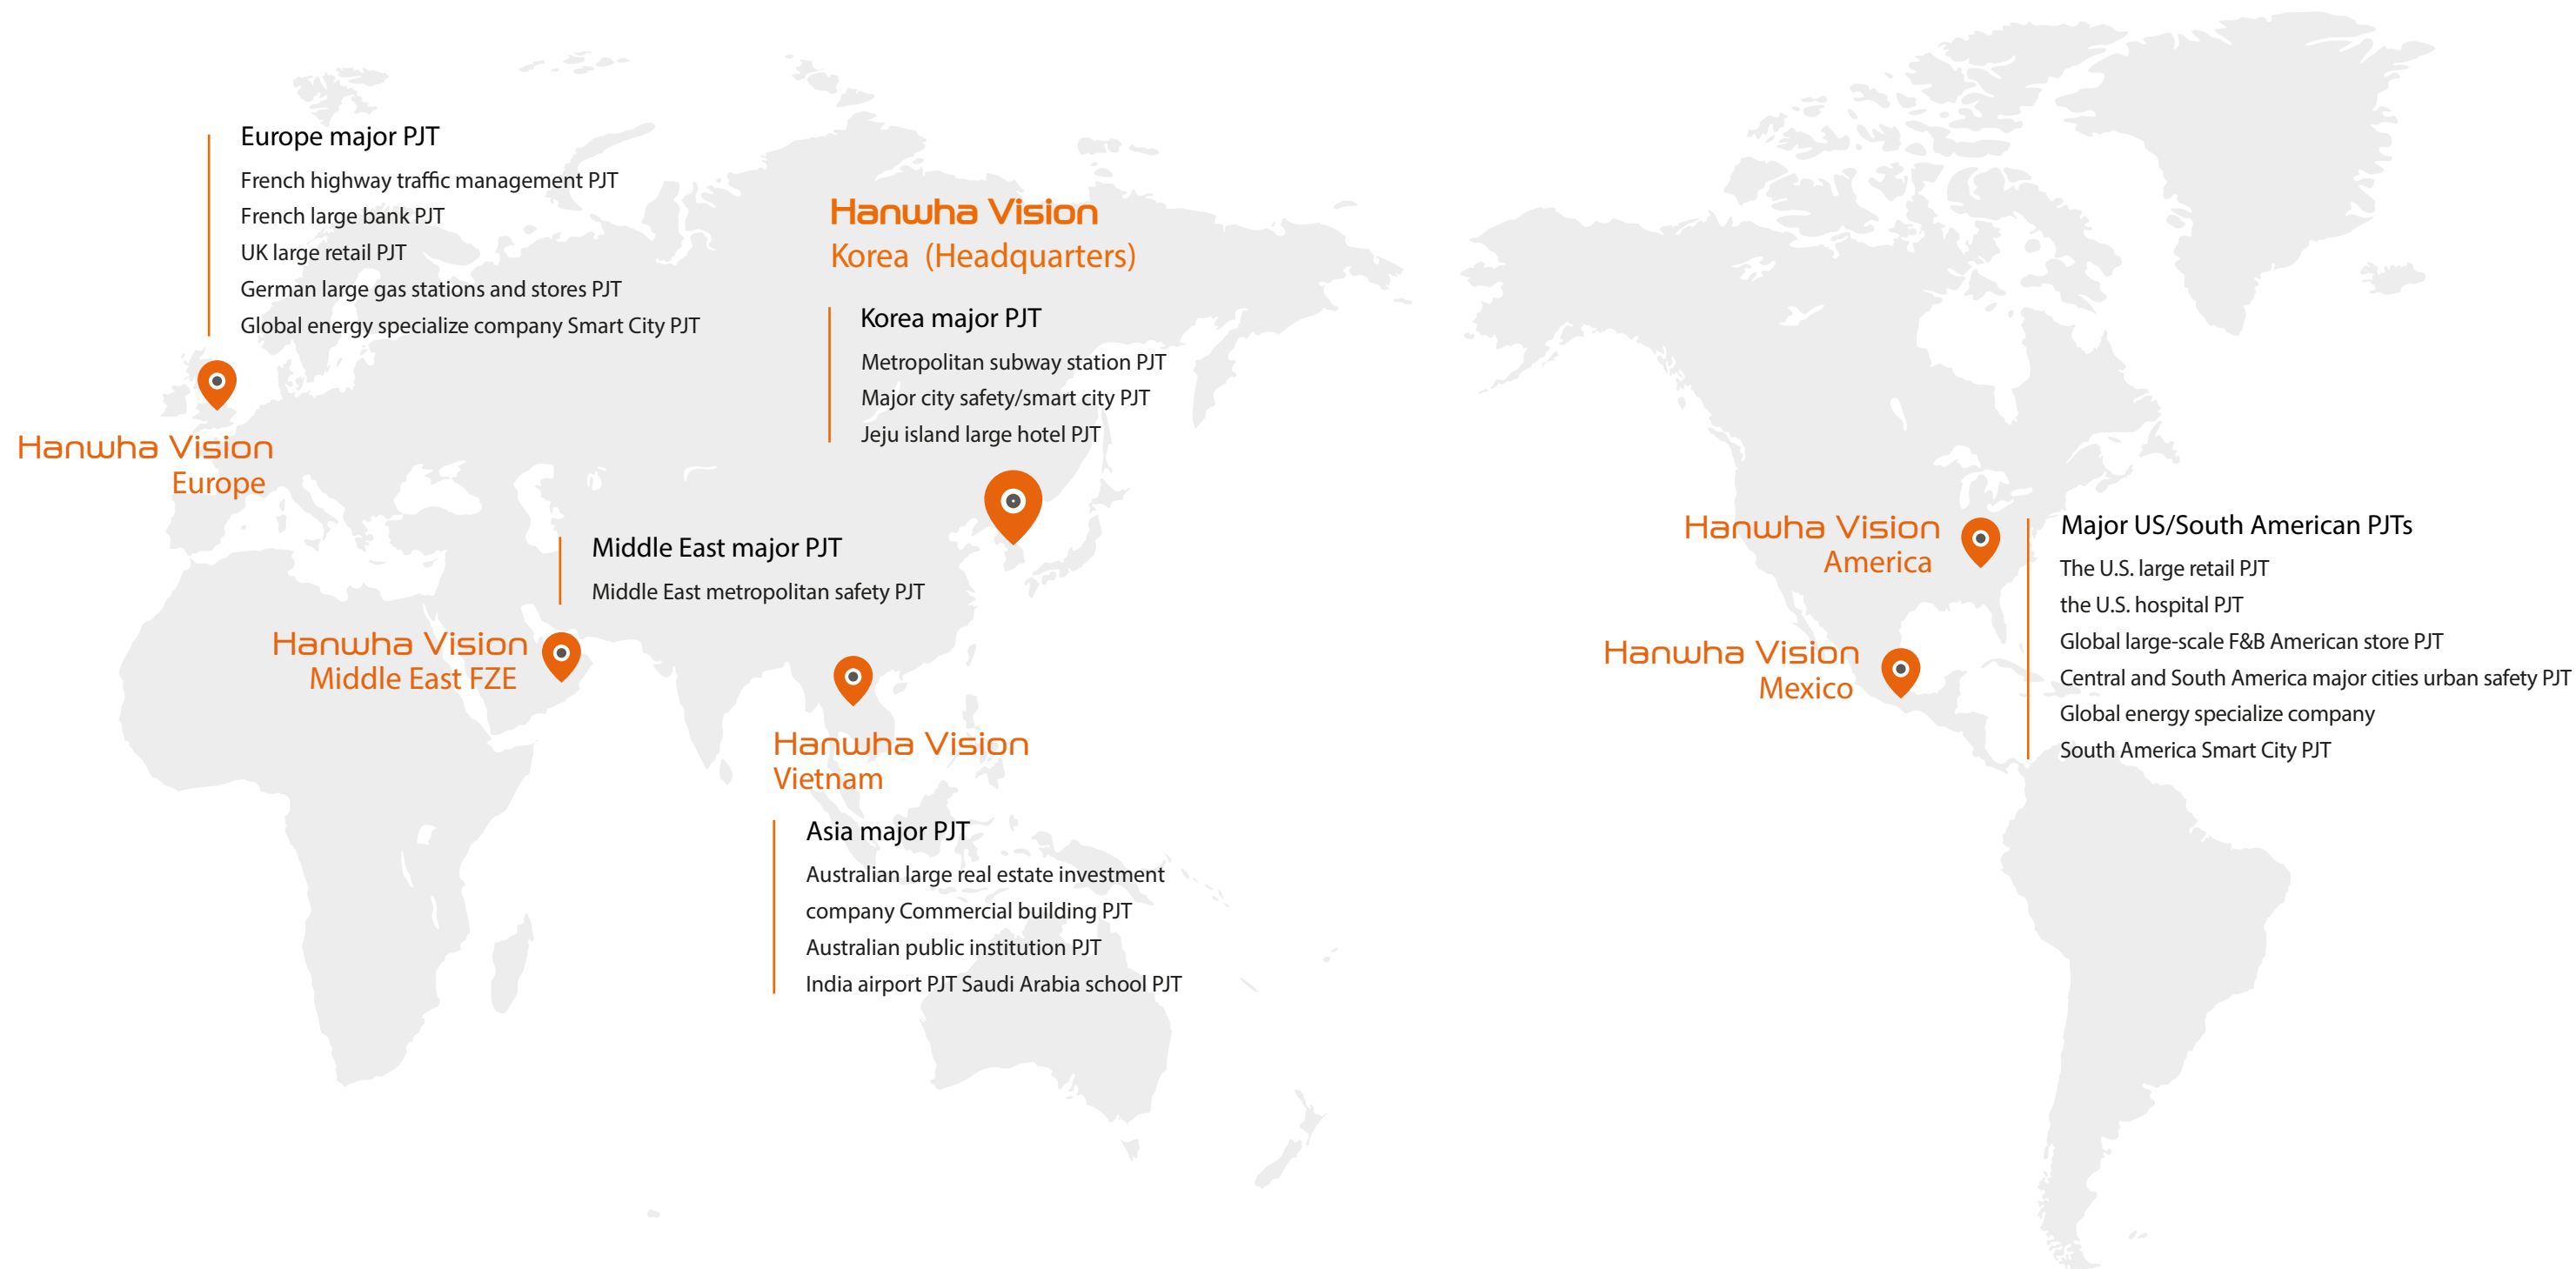 Europe major PJT
French highway traffic management PJT
French large bank PJT
UK large retail PJT
German large gas stations and stores PJT
Global energy specialize company Smart City PJT
Hanwha Vision
Europe
Hanwha Vision
Korea (Headquarters)
Korea major PJT
Metropolitan subway station PJT
Major city safety/smart city PJT
Jeju island large hotel PJT
Middle East major PJT
Middle East metropolitan safety PJT
Hanwha Vision
Middle East FZE
Hanwha Vision
Vietnam
Asia major PJT
Australian large real estate investment
company Commercial building PJT
Australian public institution PJT
India airport PJT Saudi Arabia school PJT
Hanwha Vision
America
Hanwha Vision
Mexico
Major US/South American PJTs
The U.S. large retail PJT
the U.S. hospital PJT
Global large-scale F&B American store PJT
Central and South America major cities urban safety PJT
Global energy specialize company
South America Smart City PJT